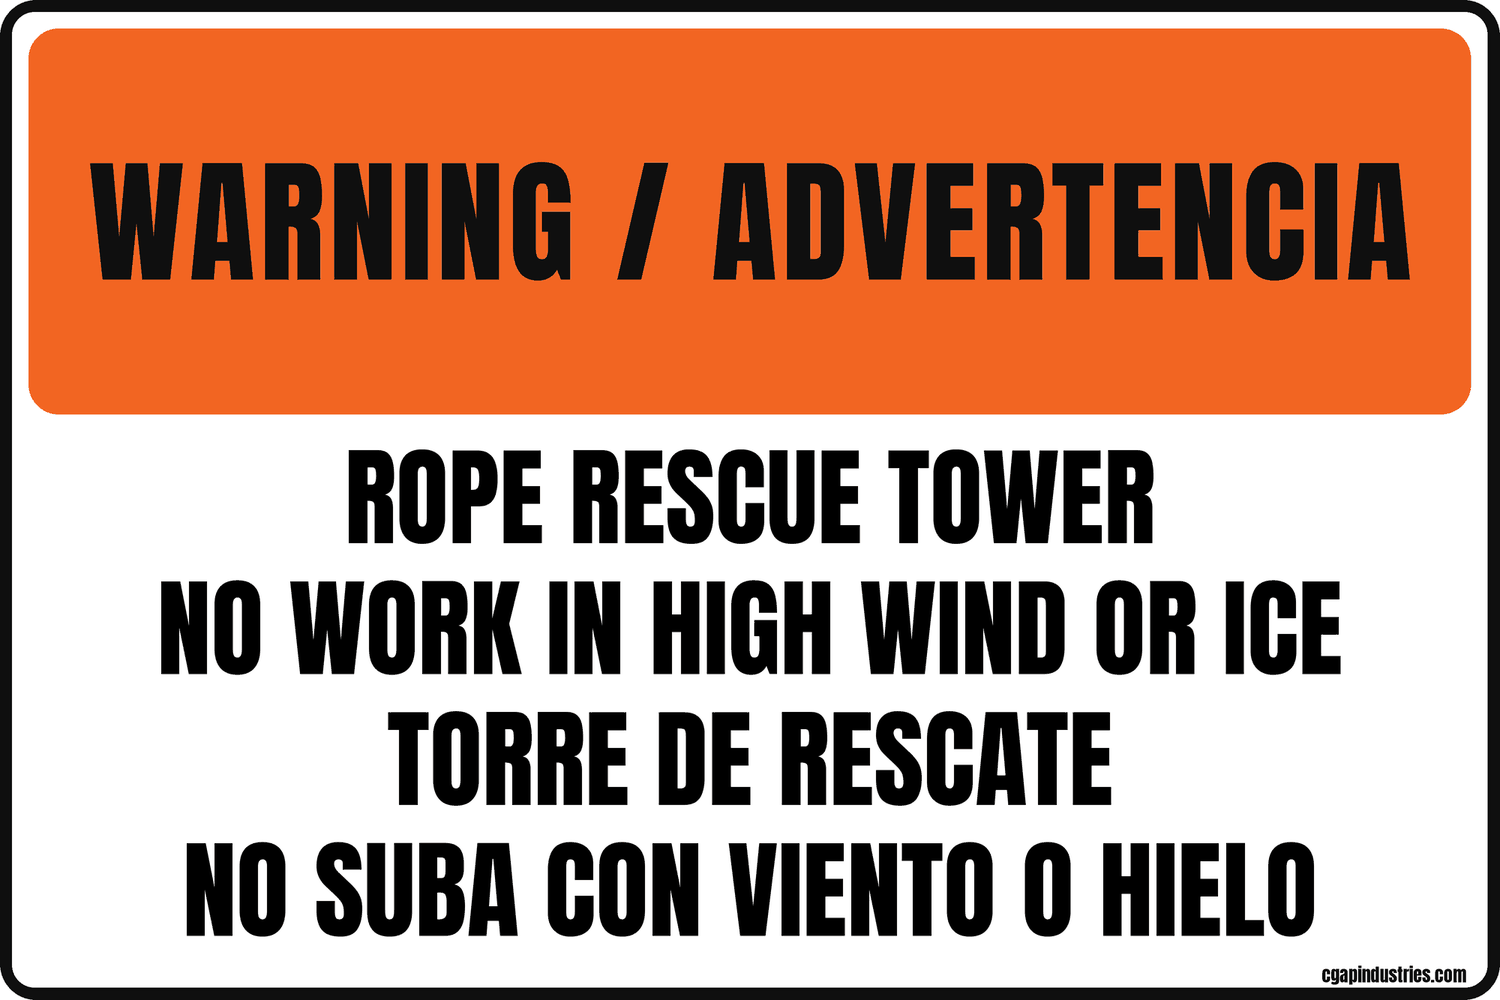 WARNING / ADVERTENCIA
ROPE RESCUE TOWER
NO WORK IN HIGH WIND OR ICE
TORRE DE RESCATE
NO SUBA CON VIENTO O HIELO
cgapindustries.com